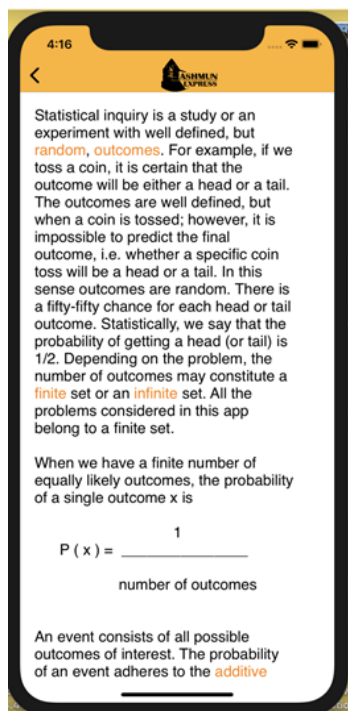 4:16
ASHMUN
EXPRESS
Statistical inquiry is a study or an
experiment with well defined, but
random, outcomes. For example, if we
toss a coin, it is certain that the
outcome will be either a head or a tail.
The outcomes are well defined, but
when a coin is tossed; however, it is
impossible to predict the final
outcome, i.e. whether a specific coin
toss will be a head or a tail. In this
sense outcomes are random. There is
a fifty-fifty chance for each head or tail
outcome. Statistically, we say that the
probability of getting a head (or tail) is
1/2. Depending on the problem, the
number of outcomes may constitute a
finite set or an infinite set. All the
problems considered in this app
belong to a finite set.
When we have a finite number of
equally likely outcomes, the probability
of a single outcome x is
1
P ( x ) = _______________
number of outcomes
An event consists of all possible
outcomes of interest. The probability
of an event adheres to the additive